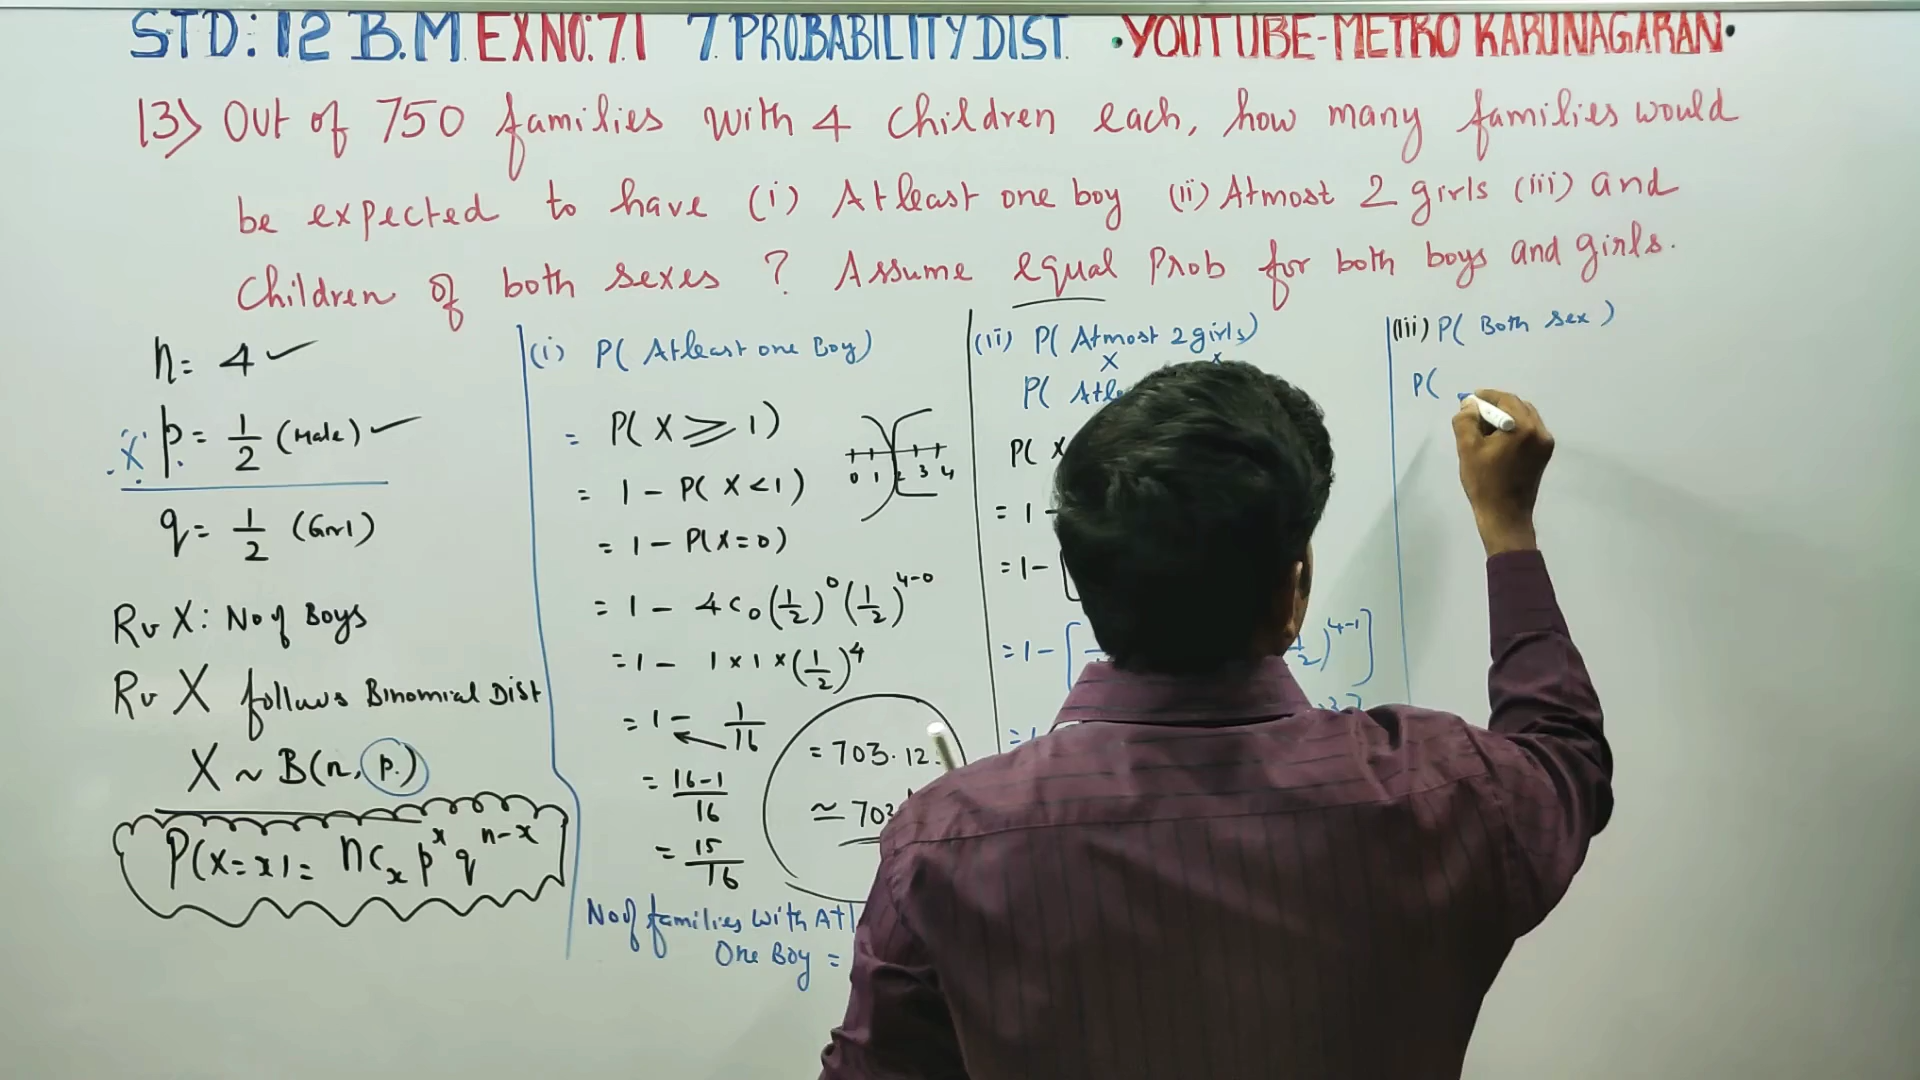 STD: 12 B.M. EX NO: 7.1 7. PROBABILITY DIST. • YOUTUBE - METRO KARUNAGARAN •
13) Out of 750 families with 4 children each, how many families would
be expected to have (i) Atleast one boy (ii) Atmost 2 girls (iii) and
Children of both sexes ? Assume equal Prob for both boys and girls.
n = 4 ✓
X p = 1/2 (Male) ✓
q = 1/2 (Girl)
Rv X: No of Boys
Rv X follows Binomial Dist
X ~ B(n, p.)
P(X=x) = nCx p^x q^(n-x)
(i) P( Atleast one Boy)
= P( X ≥ 1)
0 1 2 3 4
= 1 - P( X < 1)
= 1 - P(X = 0)
= 1 - 4C0 (1/2)^0 (1/2)^(4-0)
= 1 - 1 × 1 × (1/2)^4
= 1 - 1/16
= (16-1)/16
= 15/16
No of families with Atl
One Boy =
= 703.12
≃ 703
(ii) P( Atmost 2 girls)
x x
P( Atle
P( X
= 1 -
= 1 - [
= 1 - [ 1/2)^(4-1) ]
(iii) P( Both Sex )
P(